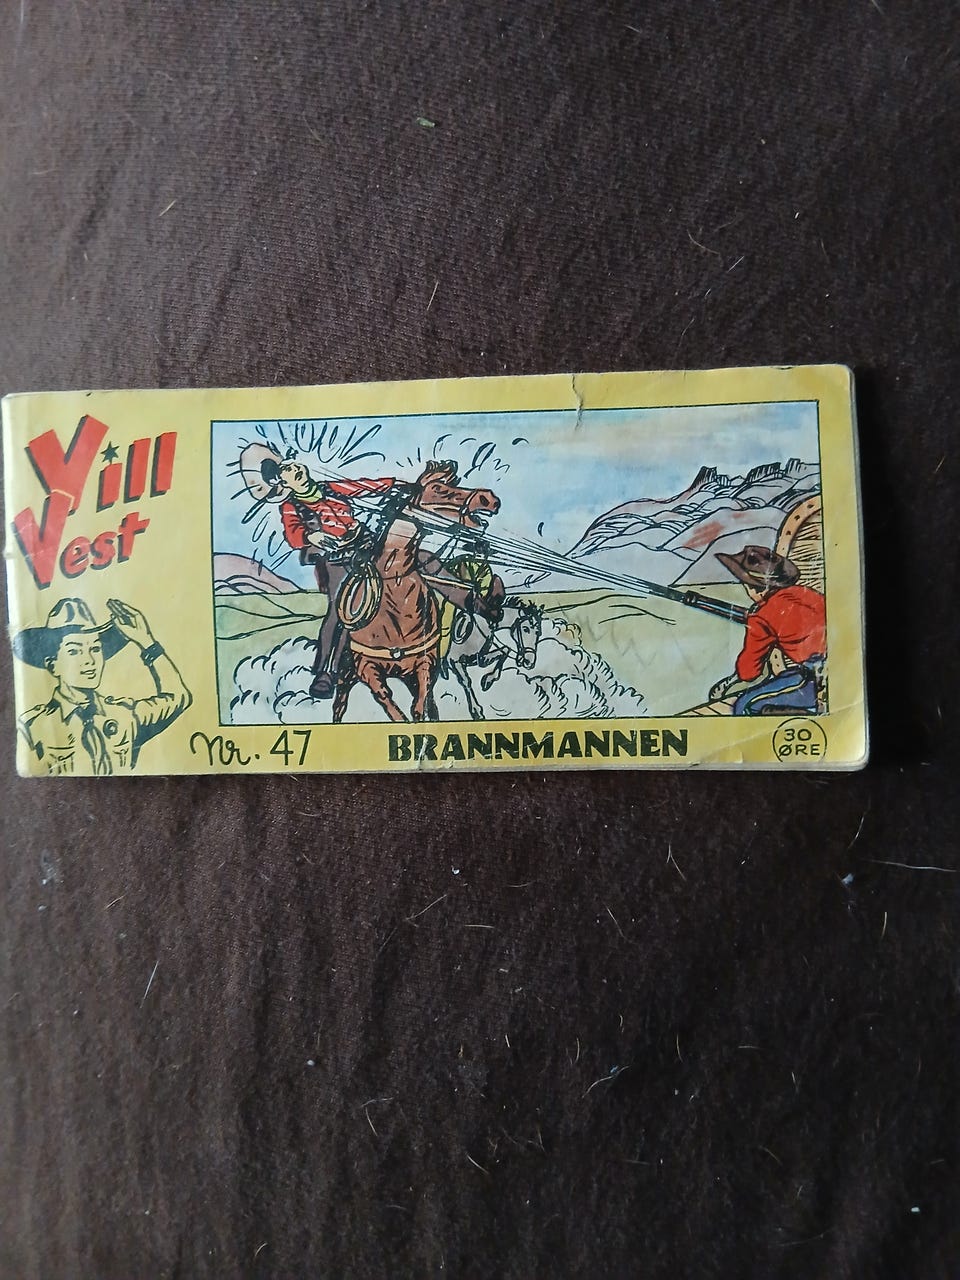 Vill
Vest
Nr. 47
BRANNMANNEN
30
ØRE